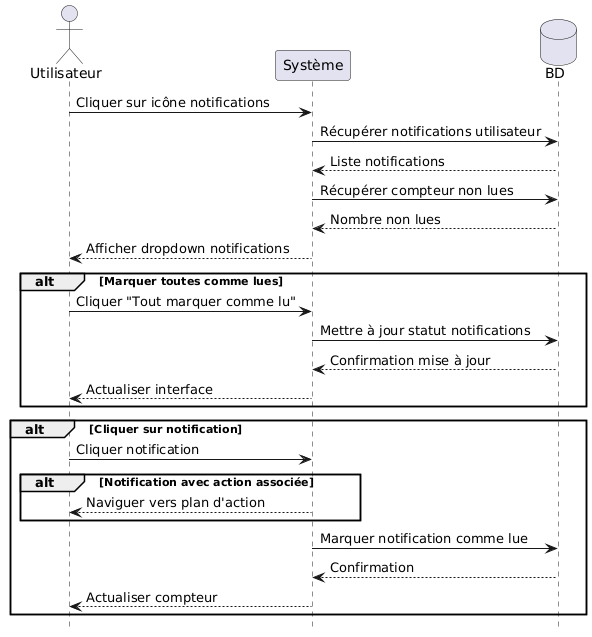 Utilisateur
Système
BD
Cliquer sur icône notifications
Récupérer notifications utilisateur
Liste notifications
Récupérer compteur non lues
Nombre non lues
Afficher dropdown notifications
alt [Marquer toutes comme lues]
Cliquer "Tout marquer comme lu"
Mettre à jour statut notifications
Confirmation mise à jour
Actualiser interface
alt [Cliquer sur notification]
Cliquer notification
alt [Notification avec action associée]
Naviguer vers plan d'action
Marquer notification comme lue
Confirmation
Actualiser compteur